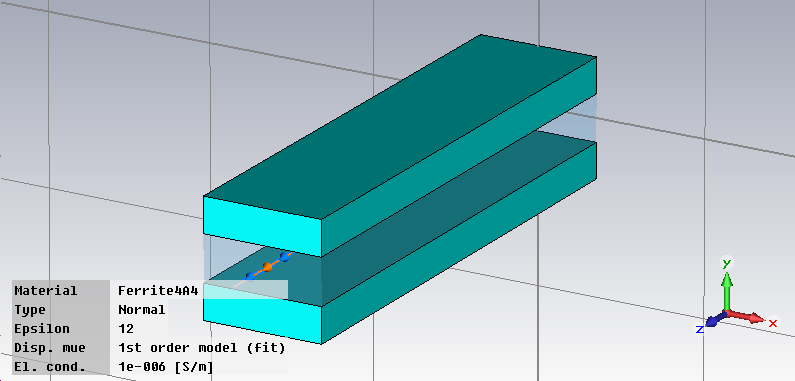 Material Ferrite4A4
Type Normal
Epsilon 12
Disp. mue 1st order model (fit)
El. cond. 1e-006 [S/m]
y
x
z